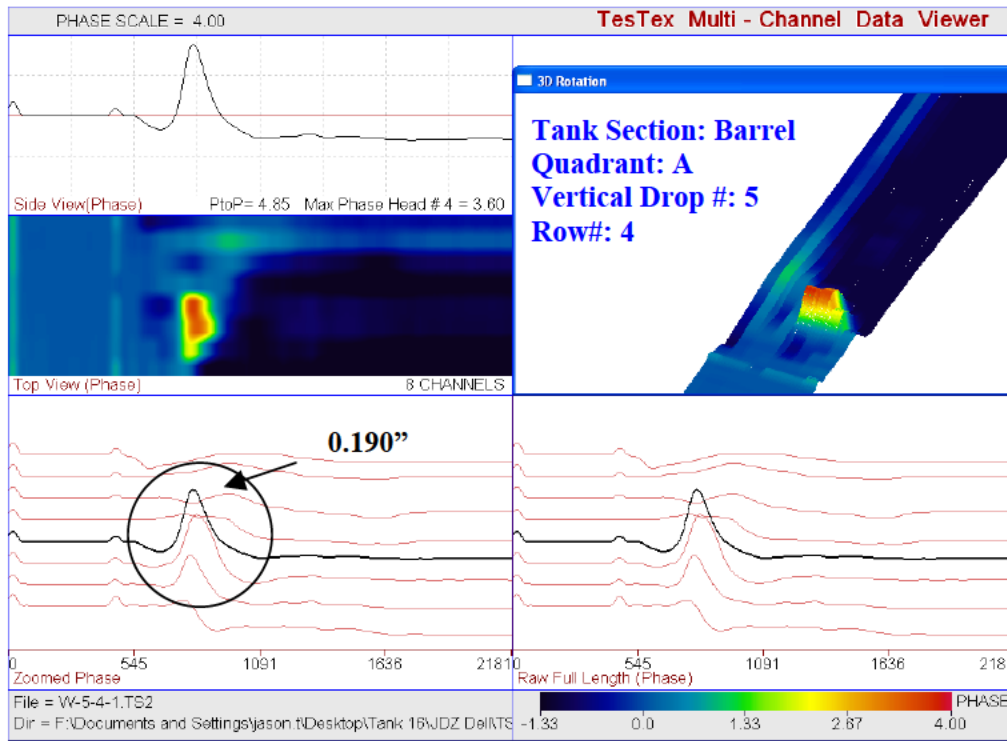 PHASE SCALE = 4.00
TesTex Multi - Channel Data Viewer
Side View(Phase)
PtoP= 4.85 Max Phase Head # 4 = 3.60
3D Rotation
Tank Section: Barrel
Quadrant: A
Vertical Drop #: 5
Row#: 4
Top View (Phase)
8 CHANNELS
0.190”
0 545 1091 1636 2181
Zoomed Phase
0 545 1091 1636
Raw Full Length (Phase)
File = W-5-4-1.TS2
Dir = F:\Documents and Settings\jason.t\Desktop\Tank 16\JDZ Dell\TS
PHASE
-1.33 0.0 1.33 2.67 4.00